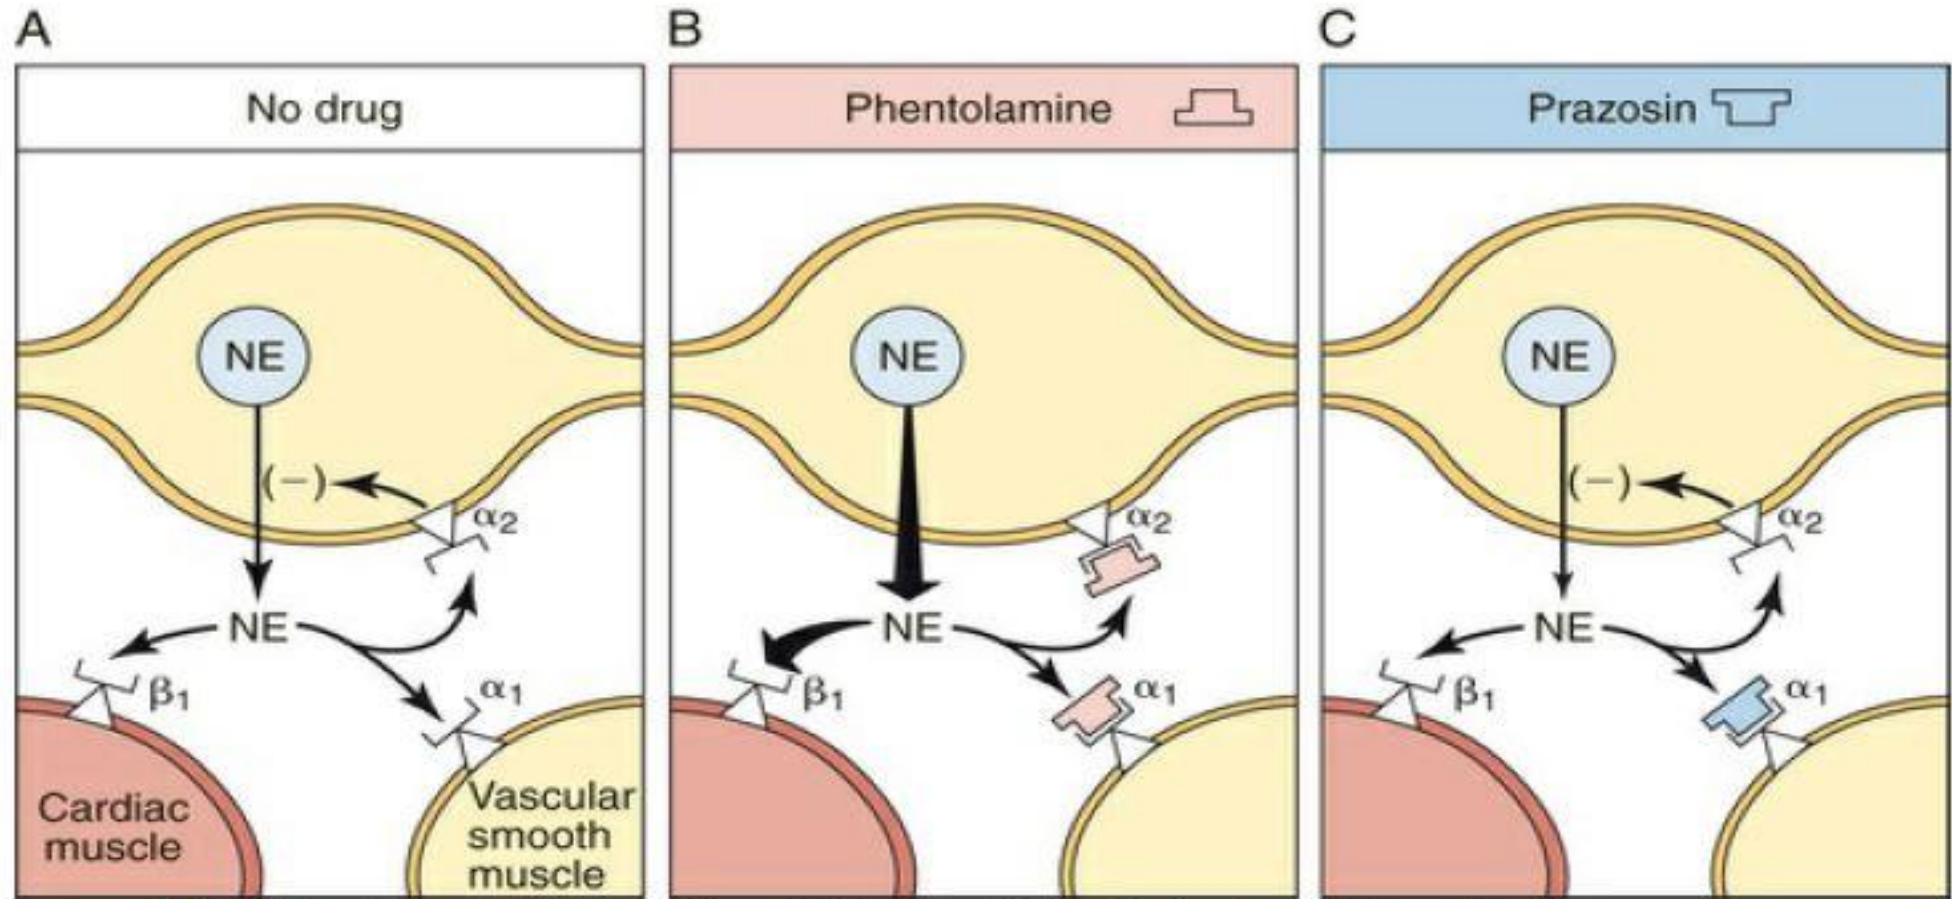 A
No drug
NE
(−)
α2
NE
β1
α1
Cardiac
muscle
Vascular
smooth
muscle
B
Phentolamine
NE
α2
NE
β1
α1
C
Prazosin
NE
(−)
α2
NE
β1
α1